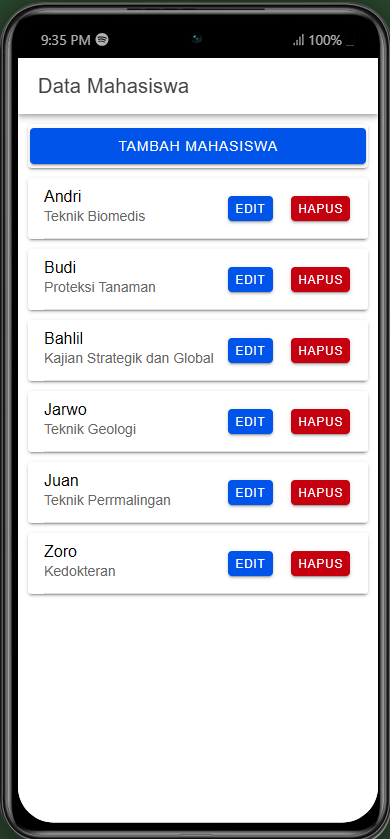 9:35 PM 100%
Data Mahasiswa
TAMBAH MAHASISWA
Andri
Teknik Biomedis
EDIT HAPUS
Budi
Proteksi Tanaman
EDIT HAPUS
Bahlil
Kajian Strategik dan Global
EDIT HAPUS
Jarwo
Teknik Geologi
EDIT HAPUS
Juan
Teknik Perrmalingan
EDIT HAPUS
Zoro
Kedokteran
EDIT HAPUS